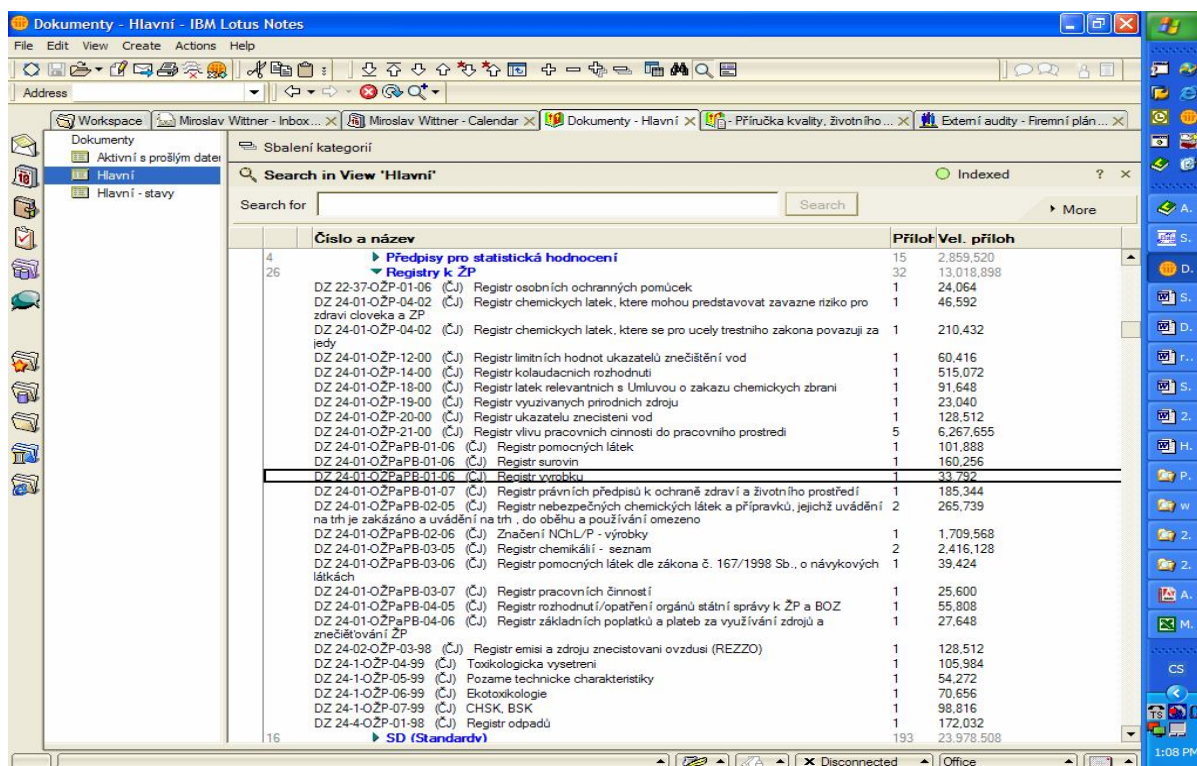 Dokumenty - Hlavní - IBM Lotus Notes
File Edit View Create Actions Help
Address
Workspace Miroslav Wittner - Inbox... Miroslav Wittner - Calendar Dokumenty - Hlavní - Příručka kvality, životního ... Externí audity - Firemní plán...
Dokumenty
Aktivní s prošlým dater
Hlavní
Hlavní - stavy
Sbalení kategorií
Search in View 'Hlavní' Indexed ? ×
Search for Search More
Číslo a název Příloh Vel. příloh
4 Předpisy pro statistická hodnocení 15 2,859,520
26 Registry k ŽP 32 13,018,898
DZ 22-37-OŽP-01-06 (ČJ) Registr osobních ochranných pomůcek 1 24,064
DZ 24-01-OŽP-04-02 (ČJ) Registr chemickych latek, ktere mohou predstavovat zavazne riziko pro 1 46,592
zdravi cloveka a ZP
DZ 24-01-OŽP-04-02 (ČJ) Registr chemickych latek, ktere se pro ucely trestniho zakona povazuji za 1 210,432
jedy
DZ 24-01-OŽP-12-00 (ČJ) Registr limitních hodnot ukazatelů znečištění vod 1 60,416
DZ 24-01-OŽP-14-00 (ČJ) Registr kolaudacnich rozhodnuti 1 515,072
DZ 24-01-OŽP-18-00 (ČJ) Registr latek relevantnich s Umluvou o zakazu chemickych zbrani 1 91,648
DZ 24-01-OŽP-19-00 (ČJ) Registr vyuzivanych prirodnich zdroju 1 23,040
DZ 24-01-OŽP-20-00 (ČJ) Registr ukazatelu znecisteni vod 1 128,512
DZ 24-01-OŽP-21-00 (ČJ) Registr vlivu pracovnich cinnosti do pracovniho prostredi 5 6,267,655
DZ 24-01-OŽPaPB-01-06 (ČJ) Registr pomocných látek 1 101,888
DZ 24-01-OŽPaPB-01-06 (ČJ) Registr surovin 1 160,256
DZ 24-01-OŽPaPB-01-06 (ČJ) Registr vyrobku 1 33,792
DZ 24-01-OŽPaPB-01-07 (ČJ) Registr právních předpisů k ochraně zdraví a životního prostředí 1 185,344
DZ 24-01-OŽPaPB-02-05 (ČJ) Registr nebezpečných chemických látek a přípravků, jejichž uvádění 2 265,739
na trh je zakázáno a uvádění na trh , do oběhu a používání omezeno
DZ 24-01-OŽPaPB-02-06 (ČJ) Značení NChL/P - výrobky 1 1,709,568
DZ 24-01-OŽPaPB-03-05 (ČJ) Registr chemikálií - seznam 2 2,416,128
DZ 24-01-OŽPaPB-03-06 (ČJ) Registr pomocných látek dle zákona č. 167/1998 Sb., o návykových 1 39,424
látkách
DZ 24-01-OŽPaPB-03-07 (ČJ) Registr pracovních činností 1 25,600
DZ 24-01-OŽPaPB-04-05 (ČJ) Registr rozhodnutí/opatření orgánů státní správy k ŽP a BOZ 1 55,808
DZ 24-01-OŽPaPB-04-06 (ČJ) Registr základních poplatků a plateb za využívání zdrojů a 1 27,648
znečiěťování ŽP
DZ 24-02-OŽP-03-98 (ČJ) Registr emisi a zdroju znecistovani ovzdusi (REZZO) 1 128,512
DZ 24-1-OŽP-04-99 (ČJ) Toxikologicka vysetreni 1 105,984
DZ 24-1-OŽP-05-99 (ČJ) Pozarne technicke charakteristiky 1 54,272
DZ 24-1-OŽP-06-99 (ČJ) Ekotoxikologie 1 70,656
DZ 24-1-OŽP-07-99 (ČJ) CHSK, BSK 1 98,816
DZ 24-4-OŽP-01-98 (ČJ) Registr odpadů 1 172,032
16 SD (Standardy) 193 23,978,508
Disconnected Office
A.
S.
D.
S.
D.
r..
S.
2.
H.
P.
w
2.
2.
A.
M.
CS
1:08 PM